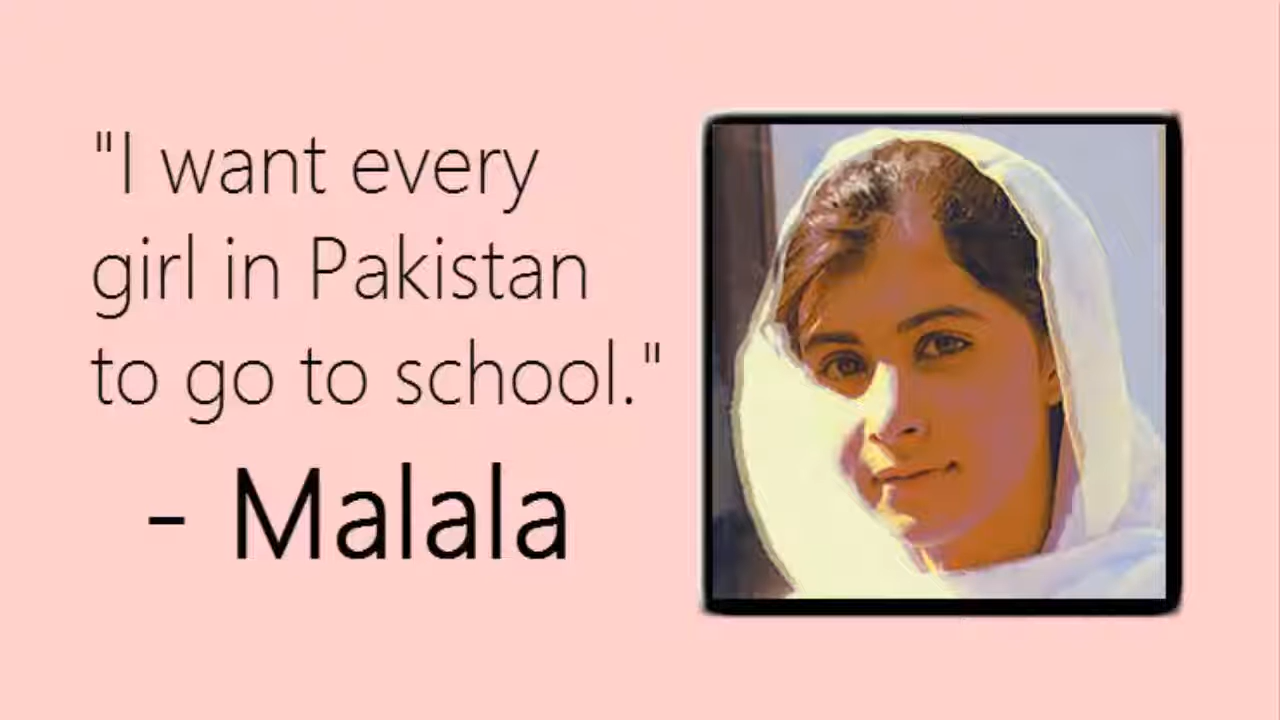 "I want every
girl in Pakistan
to go to school."
- Malala